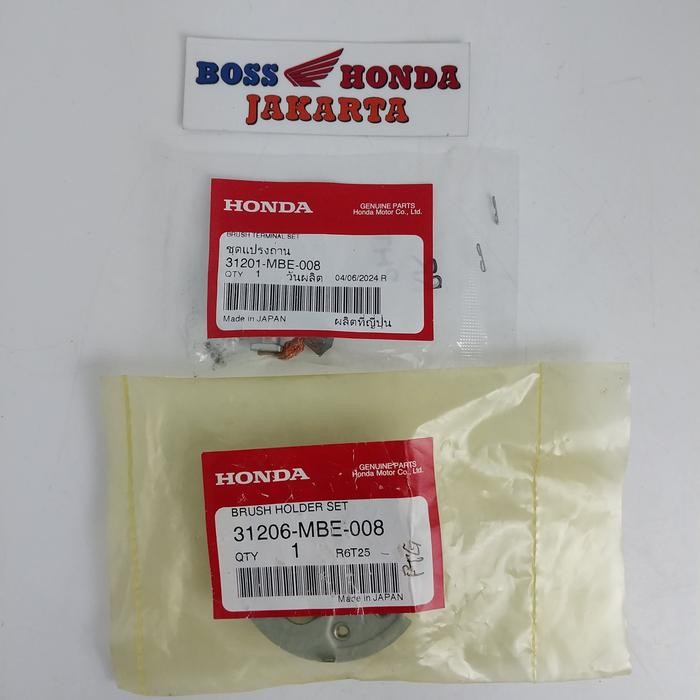 BOSS HONDA
JAKARTA
HONDA
GENUINE PARTS
Honda Motor Co., Ltd.
BRUSH TERMINAL SET
ชุดแปรงถ่าน
31201-MBE-008
QTY 1 วันผลิต 04/06/2024 R
Made in JAPAN ผลิตที่ญี่ปุ่น
HONDA
GENUINE PARTS
Honda Motor Co., Ltd.
BRUSH HOLDER SET
31206-MBE-008
QTY 1 R6T25
Made in JAPAN